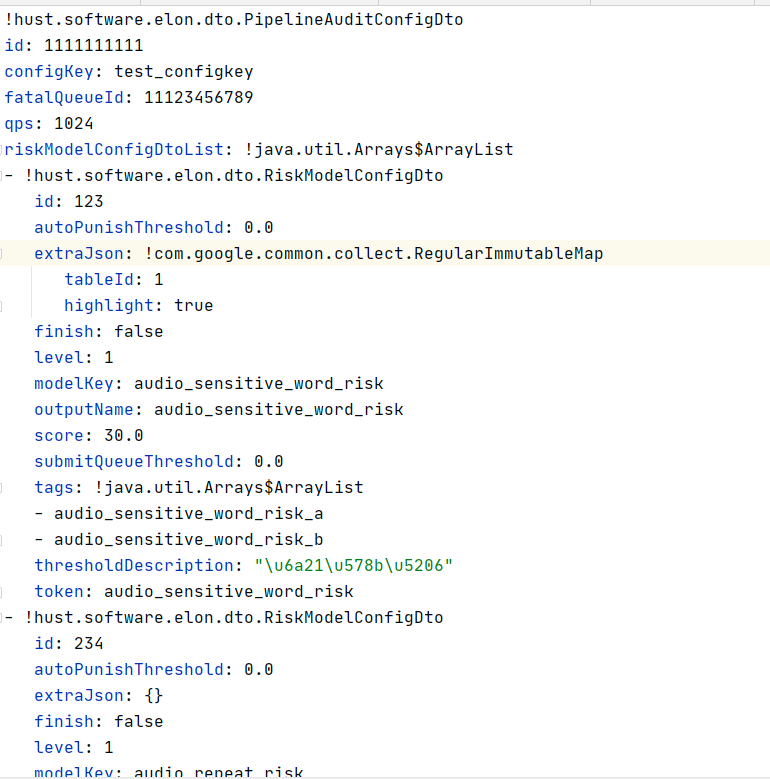 !hust.software.elon.dto.PipelineAuditConfigDto
id: 1111111111
configKey: test_configkey
fatalQueueId: 11123456789
qps: 1024
riskModelConfigDtoList: !java.util.Arrays$ArrayList
- !hust.software.elon.dto.RiskModelConfigDto
   id: 123
   autoPunishThreshold: 0.0
   extraJson: !com.google.common.collect.RegularImmutableMap
      tableId: 1
      highlight: true
   finish: false
   level: 1
   modelKey: audio_sensitive_word_risk
   outputName: audio_sensitive_word_risk
   score: 30.0
   submitQueueThreshold: 0.0
   tags: !java.util.Arrays$ArrayList
   - audio_sensitive_word_risk_a
   - audio_sensitive_word_risk_b
   thresholdDescription: "\u6a21\u578b\u5206"
   token: audio_sensitive_word_risk
- !hust.software.elon.dto.RiskModelConfigDto
   id: 234
   autoPunishThreshold: 0.0
   extraJson: {}
   finish: false
   level: 1
   modelKey: audio_repeat_risk